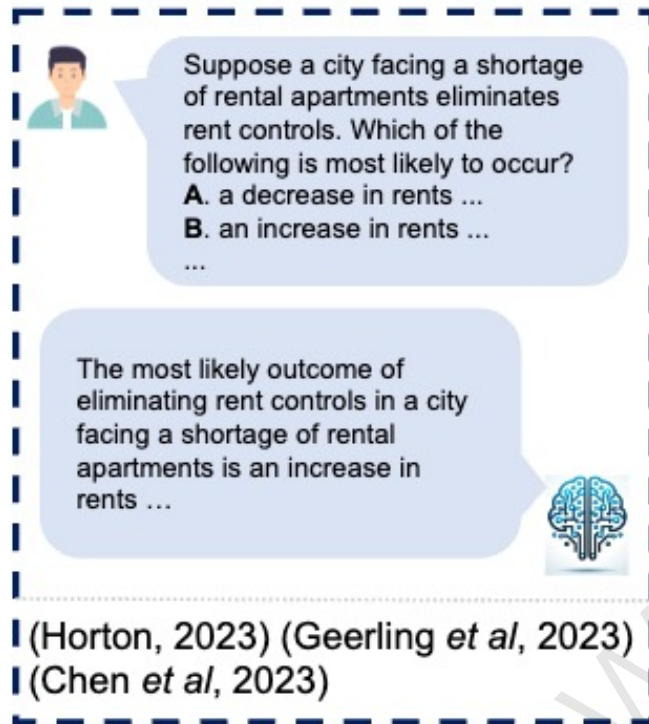 Suppose a city facing a shortage
of rental apartments eliminates
rent controls. Which of the
following is most likely to occur?
A. a decrease in rents ...
B. an increase in rents ...
...
The most likely outcome of
eliminating rent controls in a city
facing a shortage of rental
apartments is an increase in
rents ...
(Horton, 2023) (Geerling et al, 2023)
(Chen et al, 2023)